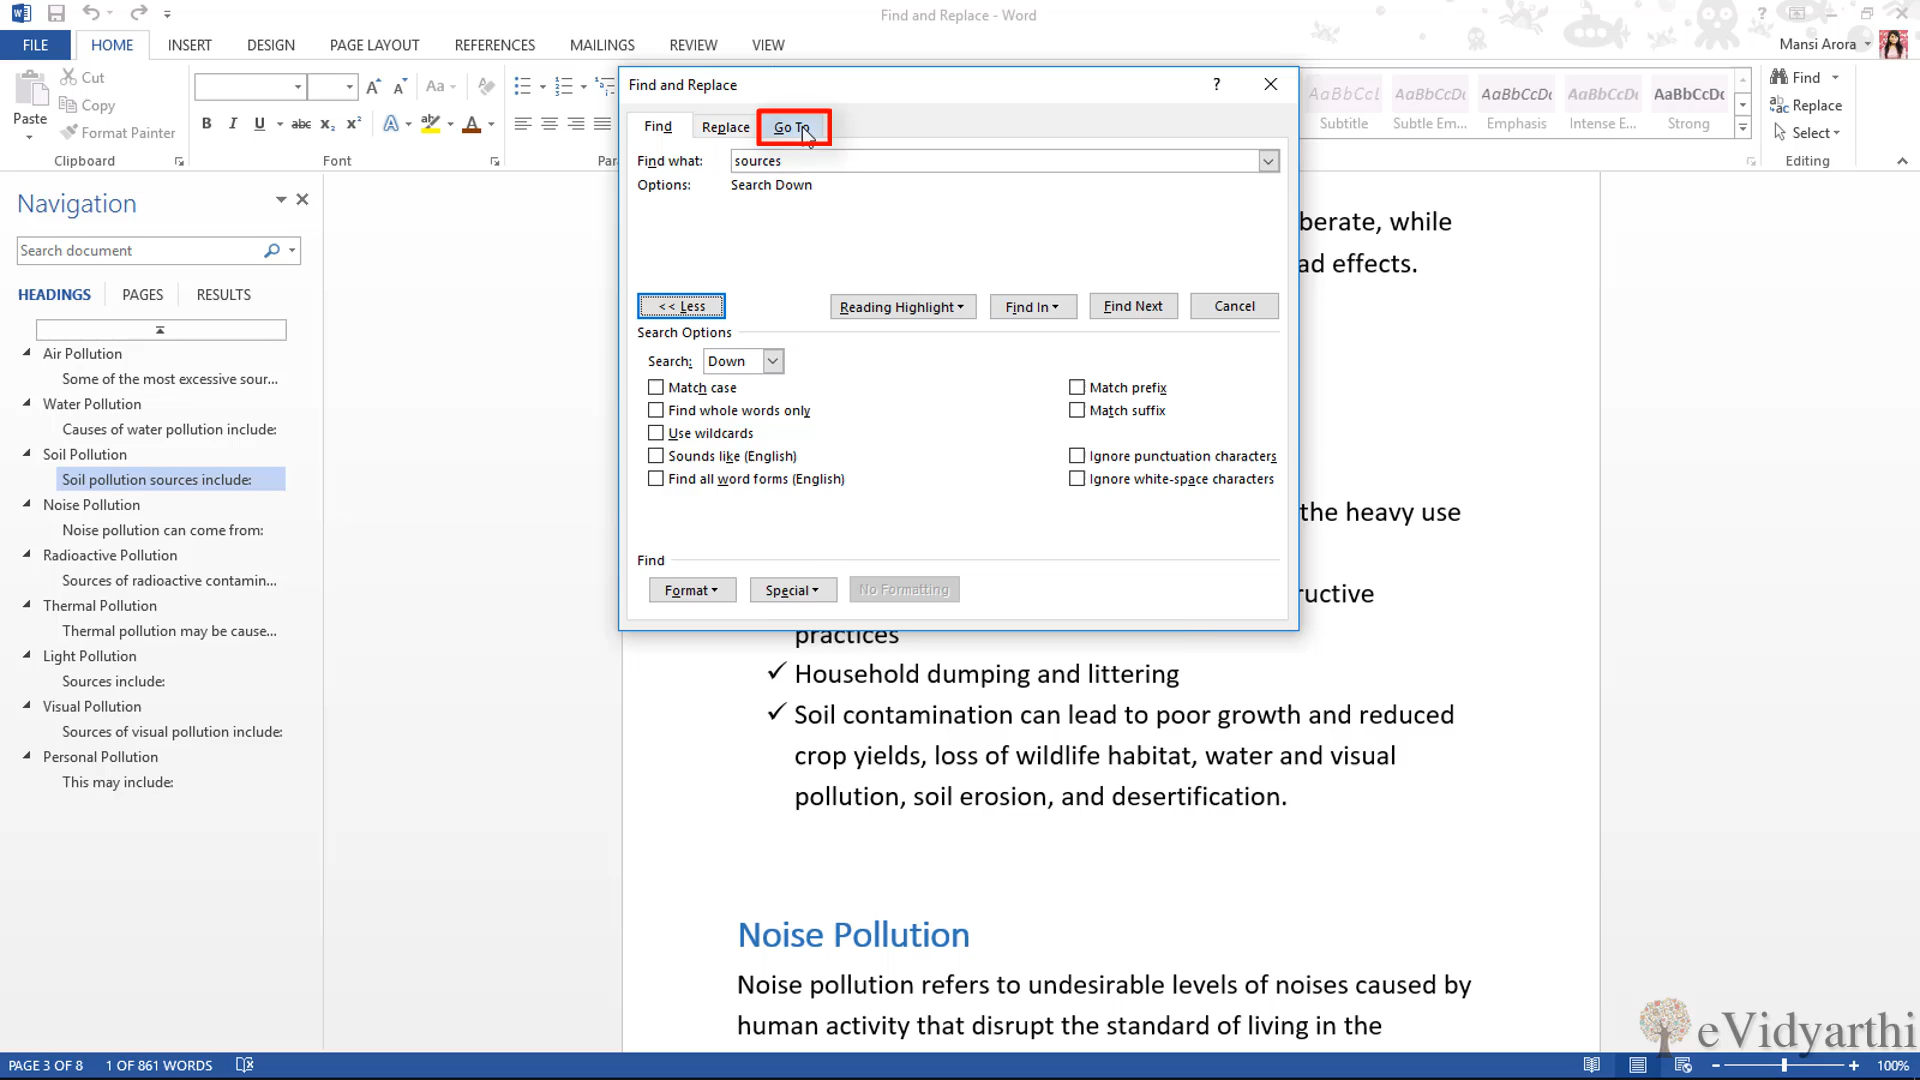 Find and Replace - Word
?
FILE HOME INSERT DESIGN PAGE LAYOUT REFERENCES MAILINGS REVIEW VIEW
Mansi Arora
Paste
Cut
Copy
Format Painter
Clipboard
Aa
B I U abc X₂ X² A A
Font
Par
AaBbCcL AaBbCcDı AaBbCcDı AaBbCcDı AaBbCcDc
Subtitle Subtle Em... Emphasis Intense E... Strong
Find
Replace
Select
Editing
Navigation
Search document
HEADINGS PAGES RESULTS
Air Pollution
Some of the most excessive sour...
Water Pollution
Causes of water pollution include:
Soil Pollution
Soil pollution sources include:
Noise Pollution
Noise pollution can come from:
Radioactive Pollution
Sources of radioactive contamin...
Thermal Pollution
Thermal pollution may be cause...
Light Pollution
Sources include:
Visual Pollution
Sources of visual pollution include:
Personal Pollution
This may include:
Find and Replace
?
Find Replace Go To
Find what: sources
Options: Search Down
<< Less Reading Highlight Find In Find Next Cancel
Search Options
Search: Down
Match case
Find whole words only
Use wildcards
Sounds like (English)
Find all word forms (English)
Match prefix
Match suffix
Ignore punctuation characters
Ignore white-space characters
Find
Format Special No Formatting
berate, while
ad effects.
the heavy use
ructive
practices
✓ Household dumping and littering
✓ Soil contamination can lead to poor growth and reduced
crop yields, loss of wildlife habitat, water and visual
pollution, soil erosion, and desertification.
Noise Pollution
Noise pollution refers to undesirable levels of noises caused by
human activity that disrupt the standard of living in the
eVidyarthi
PAGE 3 OF 8 1 OF 861 WORDS
100%